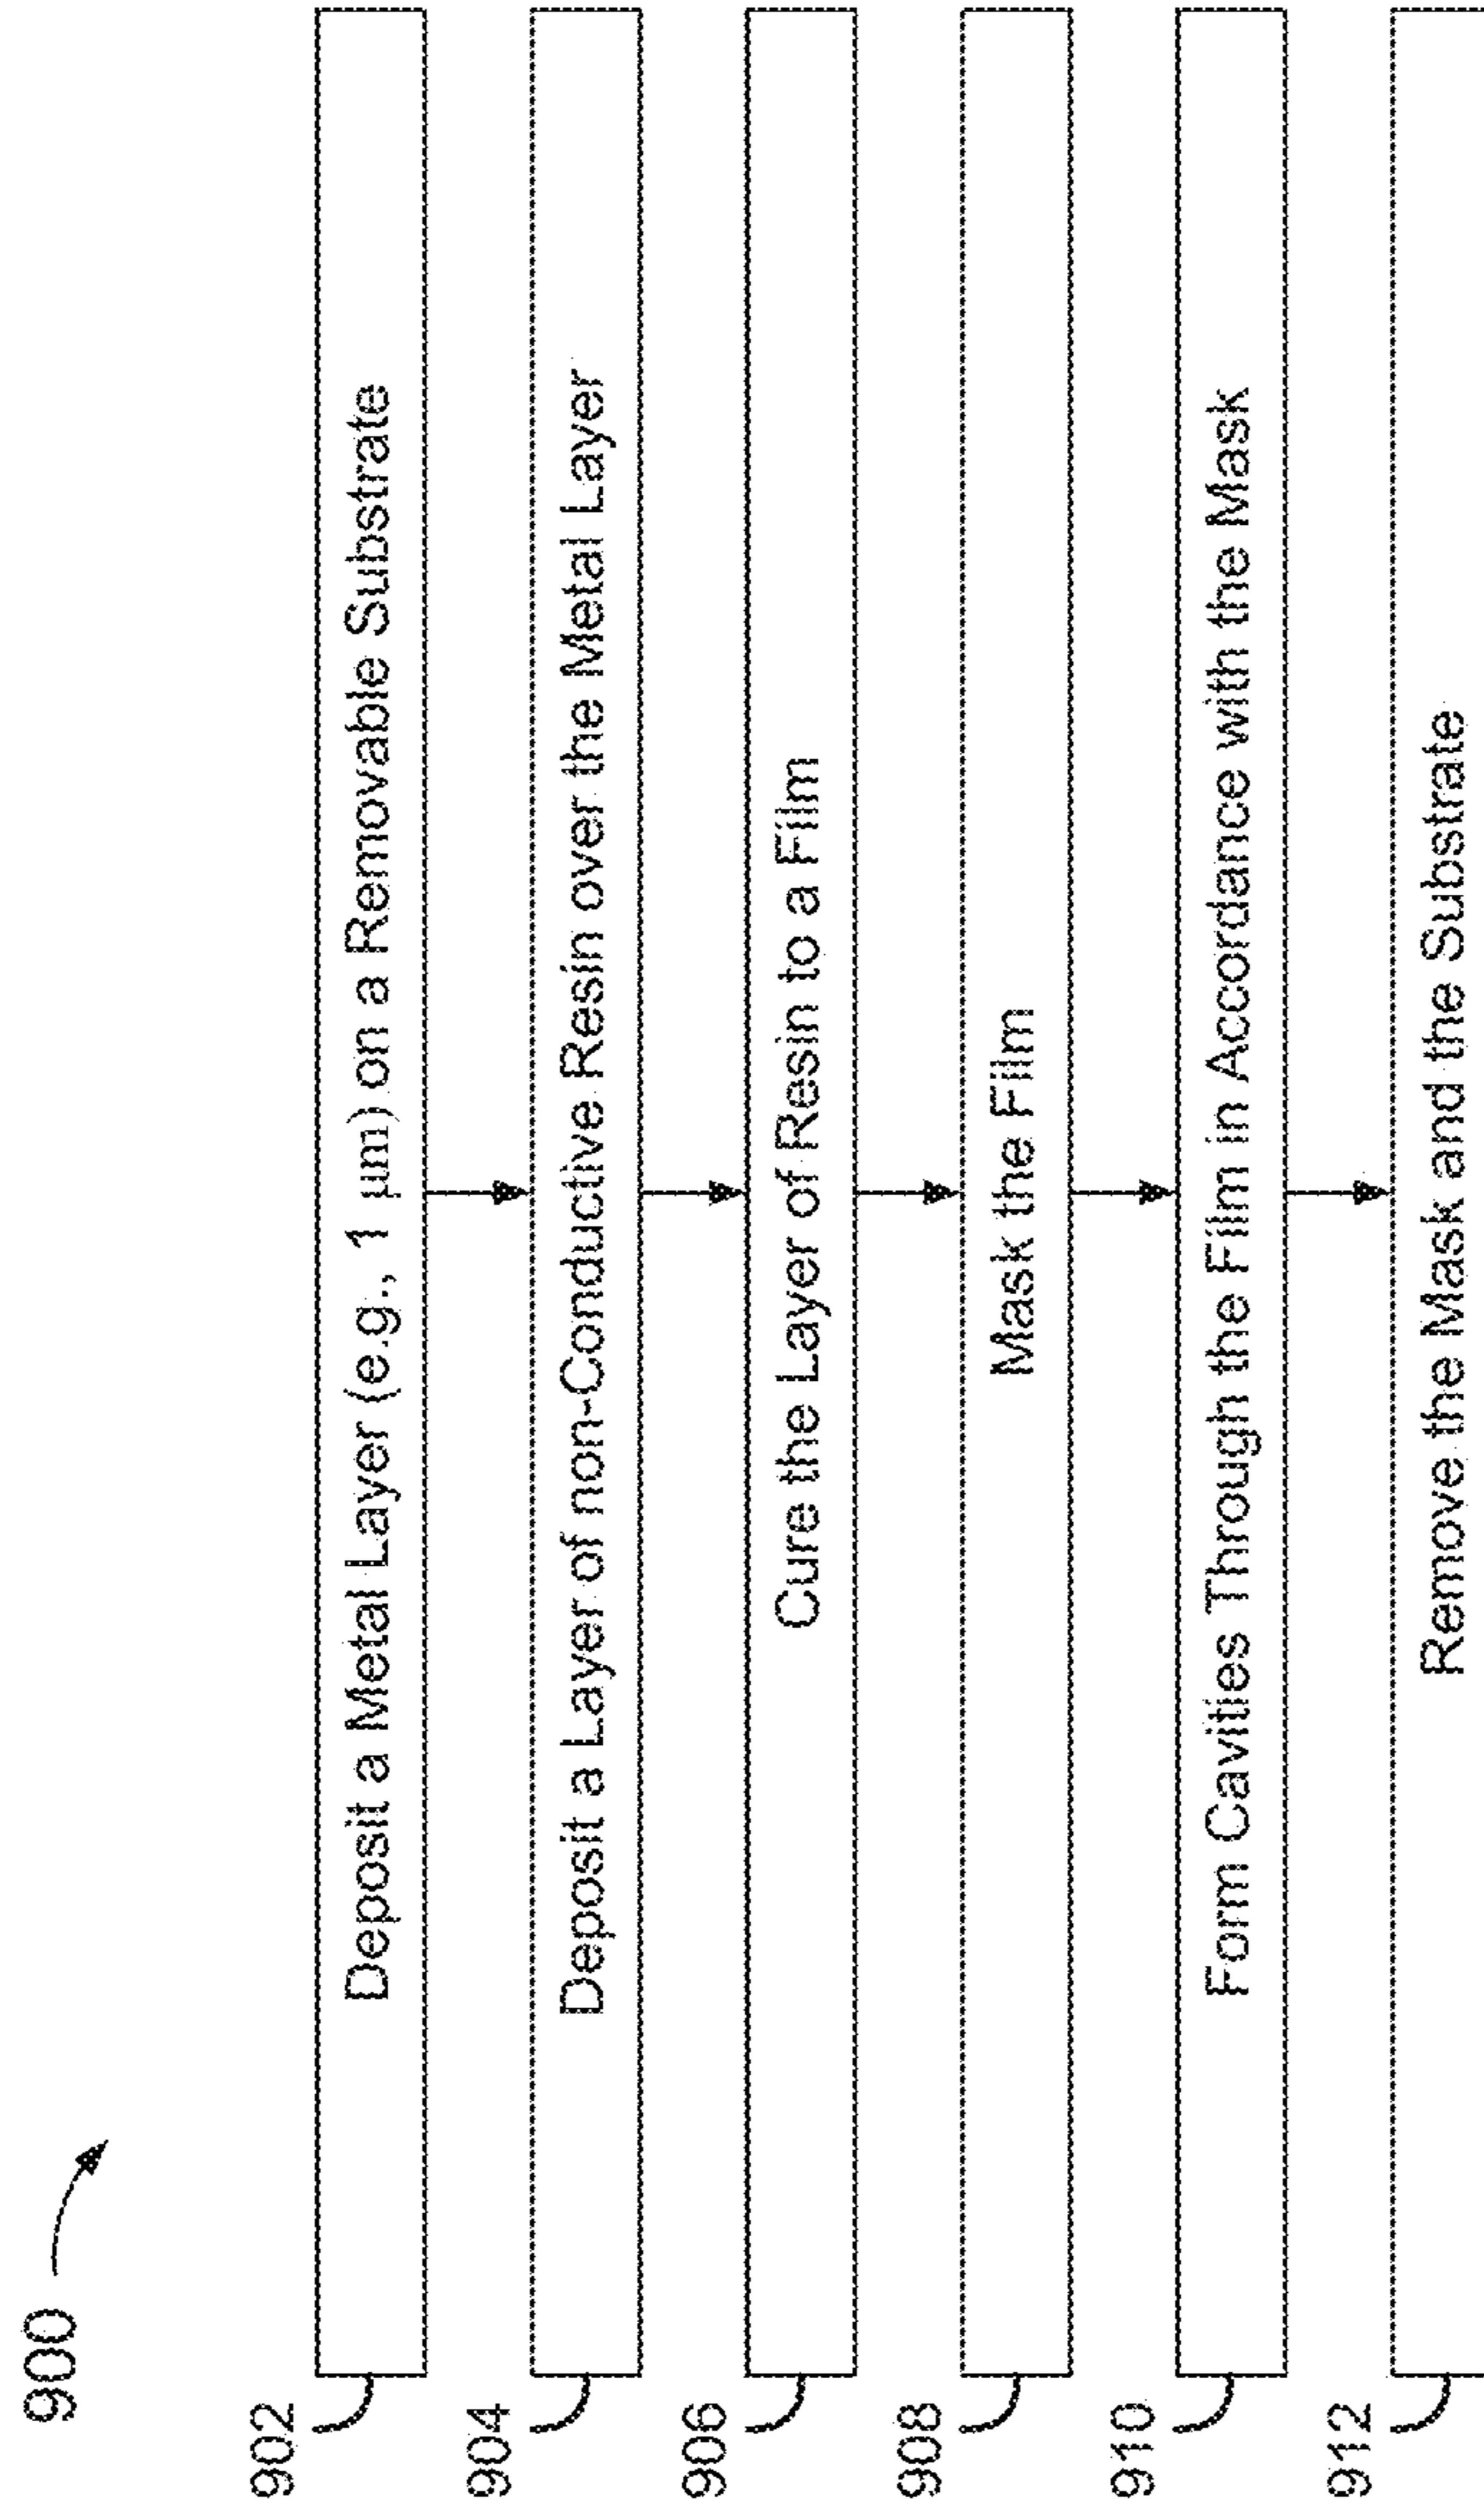 900
902
Deposit a Metal Layer (e.g., 1 μm) on a Removable Substrate
904
Deposit a Layer of non-Conductive Resin over the Metal Layer
906
Cure the Layer of Resin to a Film
908
Mask the Film
910
Form Cavities Through the Film in Accordance with the Mask
912
Remove the Mask and the Substrate